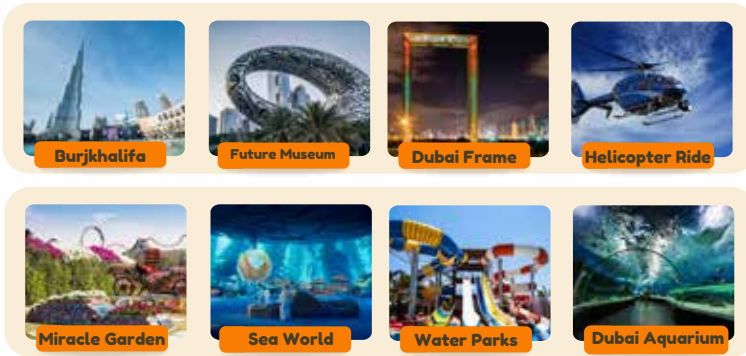 Burjkhalifa
Future Museum
Dubai Frame
Helicopter Ride
Miracle Garden
Sea World
Water Parks
Dubai Aquarium